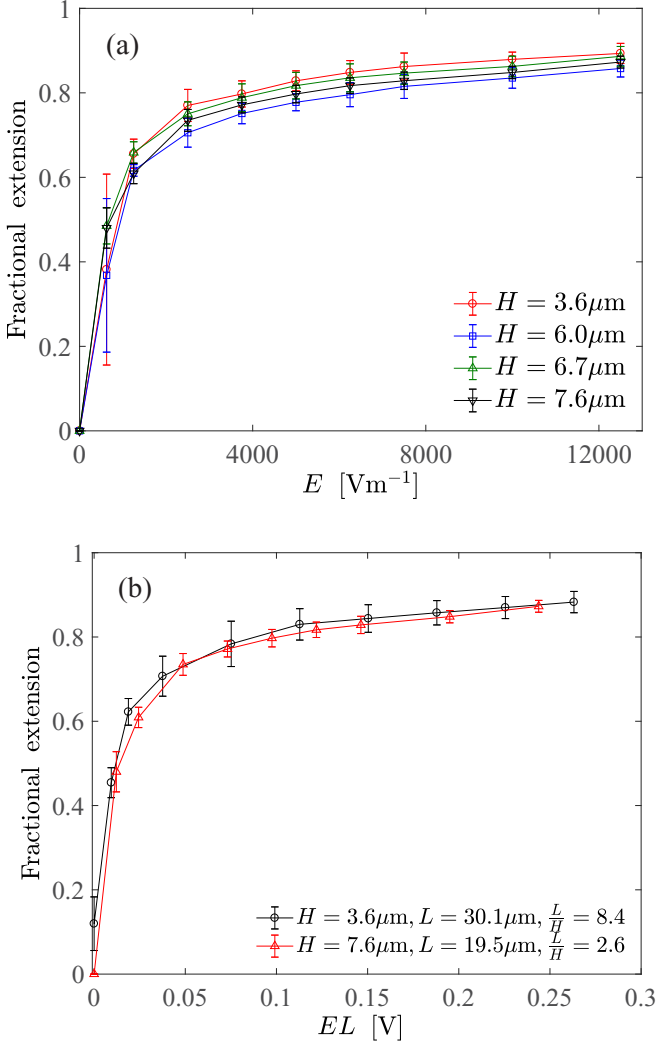 (a)
1
0.8
0.6
0.4
0.2
0
Fractional extension
H = 3.6μm
H = 6.0μm
H = 6.7μm
H = 7.6μm
0 4000 8000 12000
E [Vm⁻¹]
(b)
1
0.8
0.6
0.4
0.2
0
Fractional extension
H = 3.6μm, L = 30.1μm, L/H = 8.4
H = 7.6μm, L = 19.5μm, L/H = 2.6
0 0.05 0.1 0.15 0.2 0.25 0.3
EL [V]